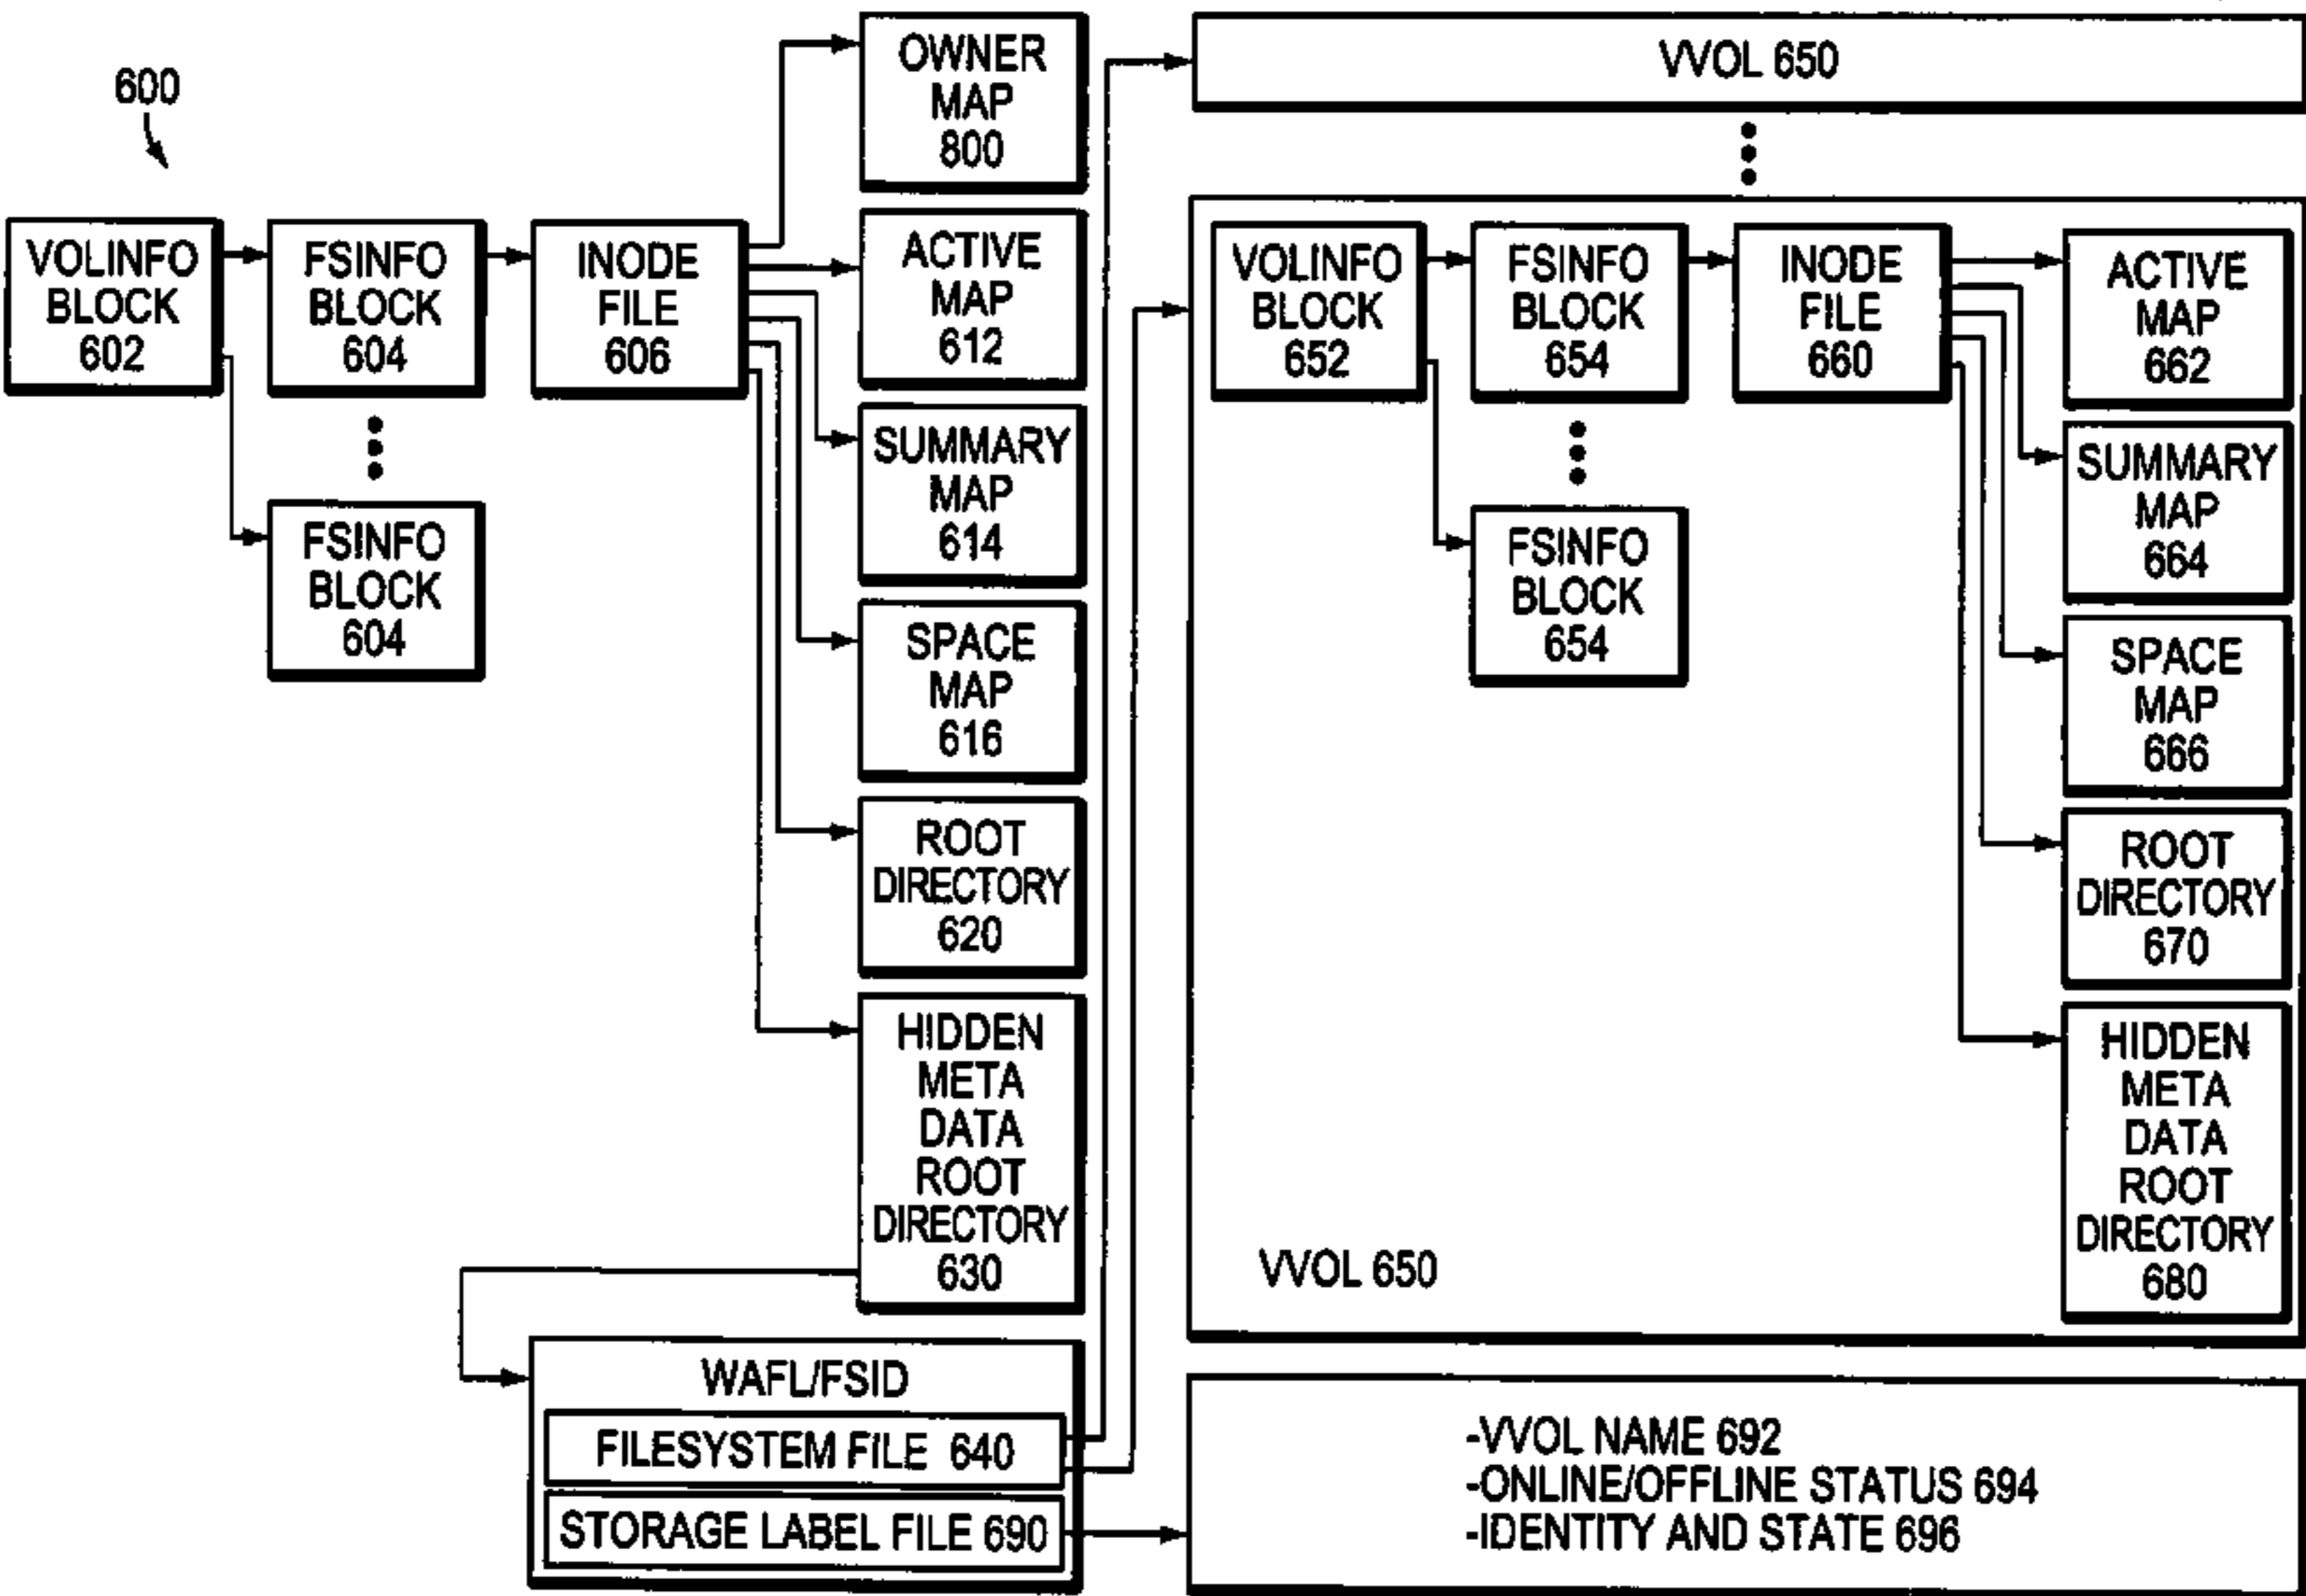 600
VOLINFO
BLOCK
602
FSINFO
BLOCK
604
FSINFO
BLOCK
604
INODE
FILE
606
OWNER
MAP
800
ACTIVE
MAP
612
SUMMARY
MAP
614
SPACE
MAP
616
ROOT
DIRECTORY
620
HIDDEN
META
DATA
ROOT
DIRECTORY
630
WAFL/FSID
FILESYSTEM FILE 640
STORAGE LABEL FILE 690
VVOL 650
VOLINFO
BLOCK
652
FSINFO
BLOCK
654
FSINFO
BLOCK
654
INODE
FILE
660
ACTIVE
MAP
662
SUMMARY
MAP
664
SPACE
MAP
666
ROOT
DIRECTORY
670
HIDDEN
META
DATA
ROOT
DIRECTORY
680
VVOL 650
-VVOL NAME 692
-ONLINE/OFFLINE STATUS 694
-IDENTITY AND STATE 696